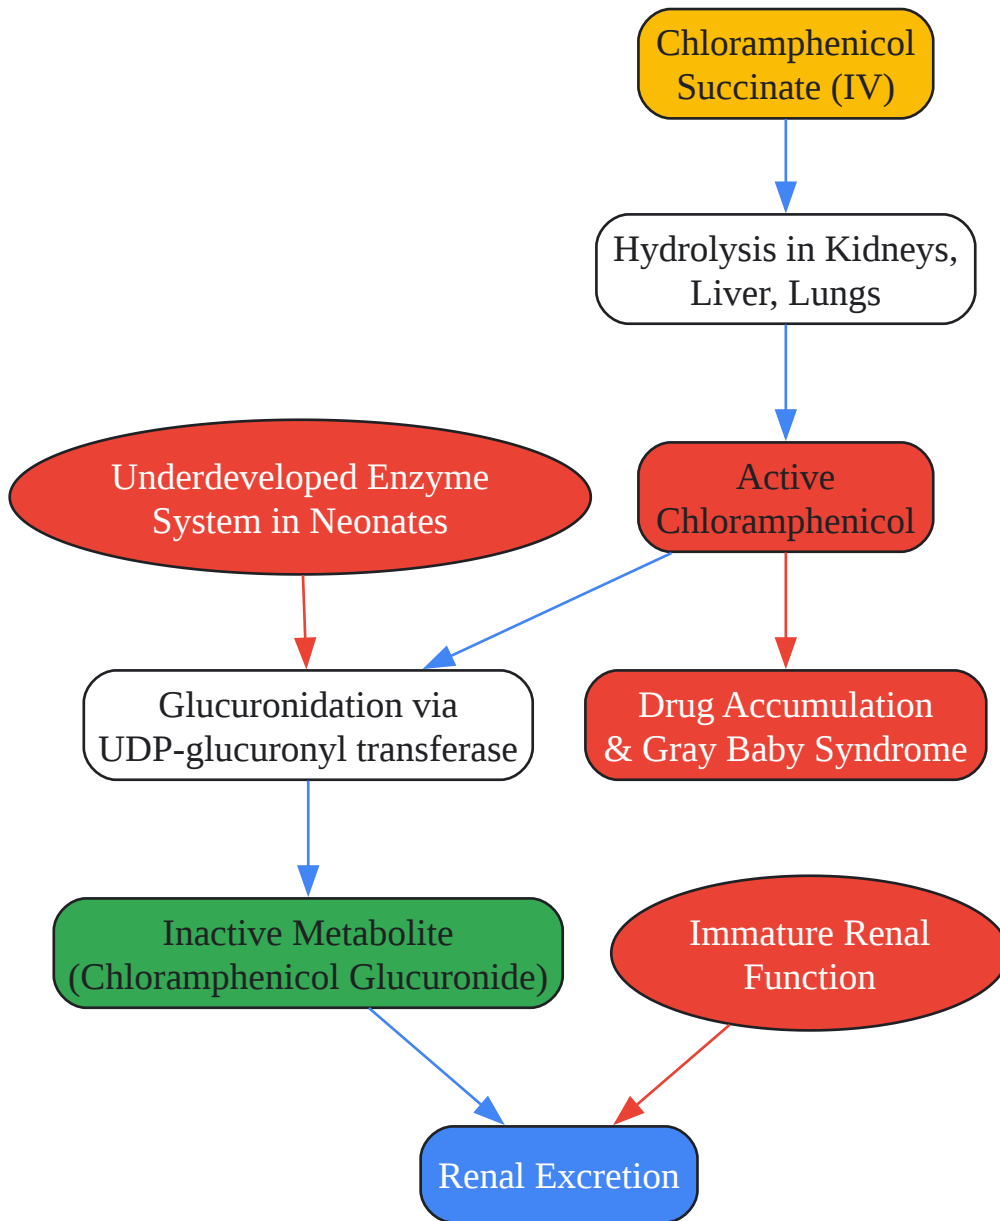 Chloramphenicol
Succinate (IV)
Hydrolysis in Kidneys,
Liver, Lungs
Underdeveloped Enzyme
System in Neonates
Active
Chloramphenicol
Glucuronidation via
UDP-glucuronyl transferase
Drug Accumulation
& Gray Baby Syndrome
Inactive Metabolite
(Chloramphenicol Glucuronide)
Immature Renal
Function
Renal Excretion